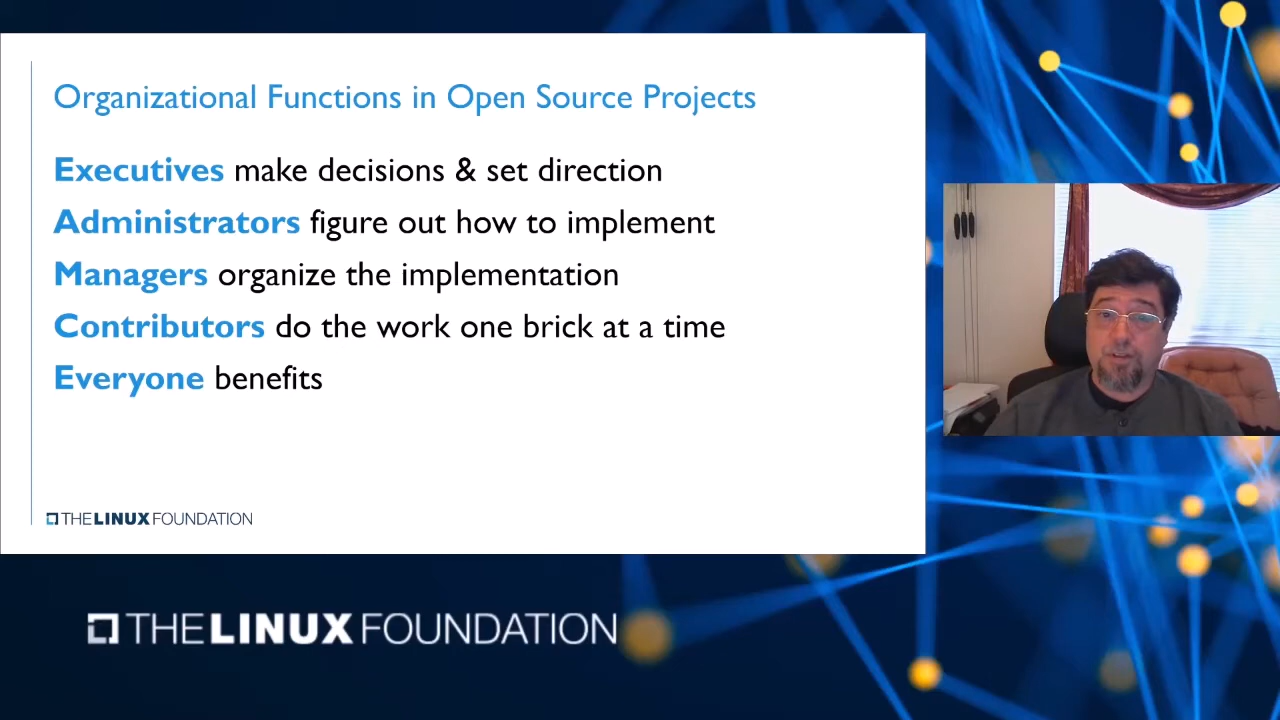 Organizational Functions in Open Source Projects
Executives make decisions & set direction
Administrators figure out how to implement
Managers organize the implementation
Contributors do the work one brick at a time
Everyone benefits
THE LINUX FOUNDATION
THE LINUX FOUNDATION